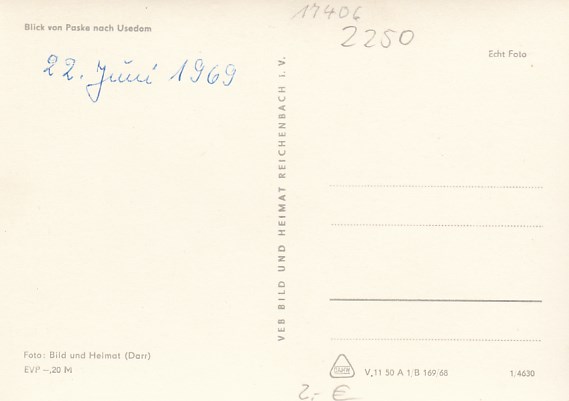 17406
2250
Blick von Paske nach Usedom
Echt Foto
22. Juni 1969
VEB BILD UND HEIMAT REICHENBACH i. V.
Foto: Bild und Heimat (Darr)
EVP –,20 M
V 11 50 A 1/B 169/68
1/4630
2,- €